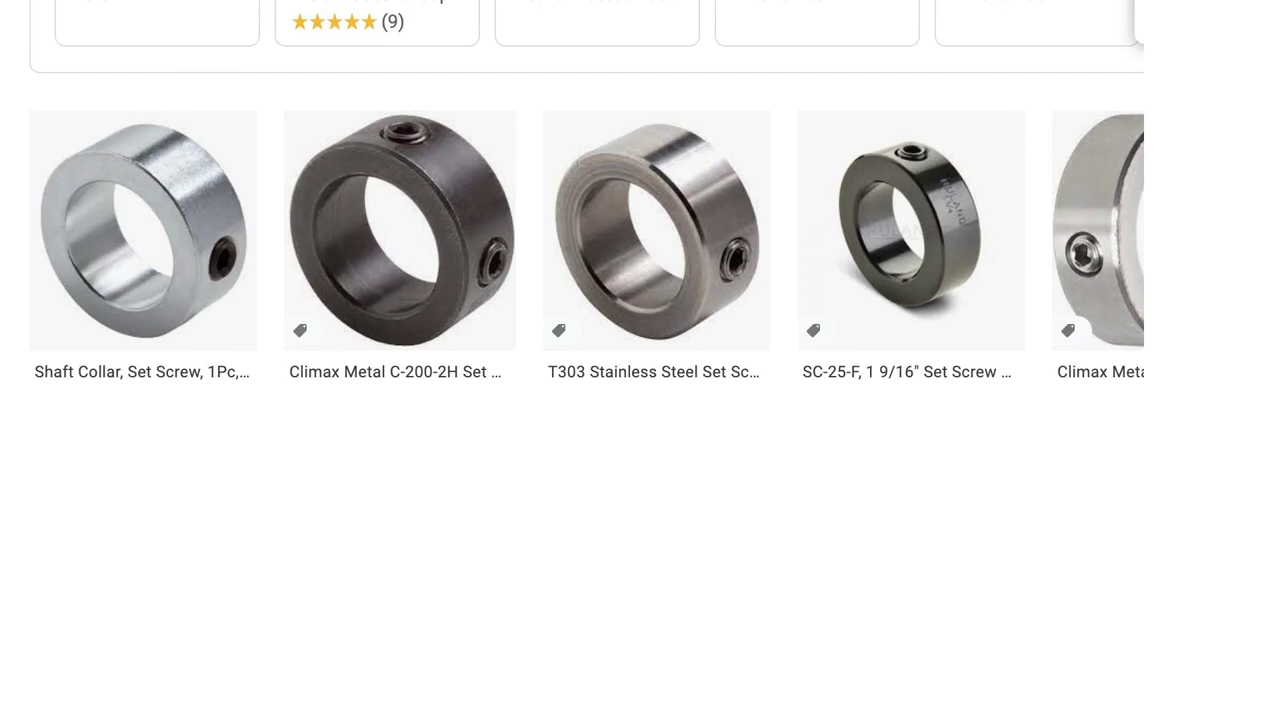 (9)
Shaft Collar, Set Screw, 1Pc,...
Climax Metal C-200-2H Set ...
T303 Stainless Steel Set Sc...
SC-25-F, 1 9/16" Set Screw ...
Climax Meta
RULAND